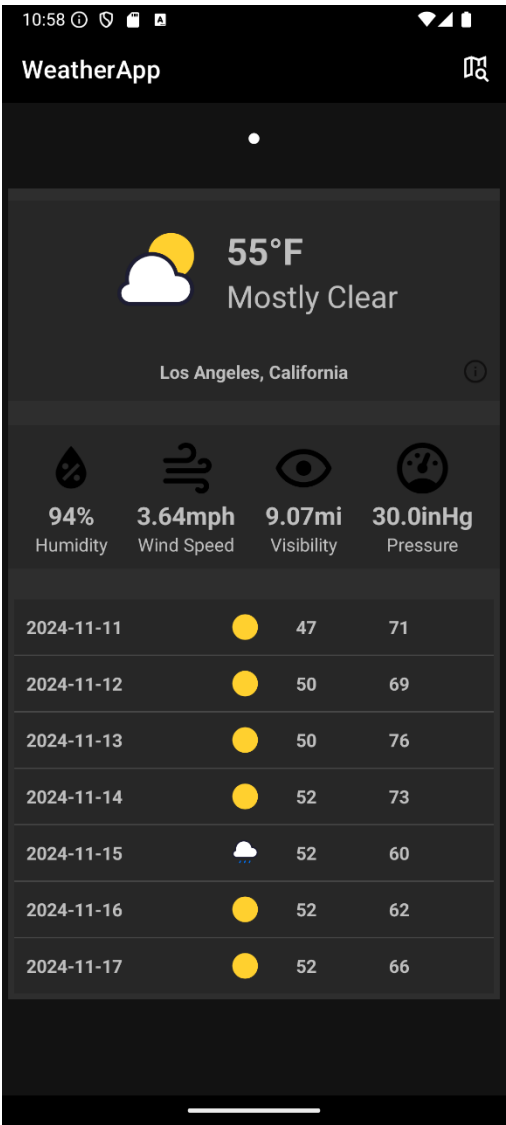 10:58
WeatherApp
55°F
Mostly Clear
Los Angeles, California
94% 3.64mph 9.07mi 30.0inHg
Humidity Wind Speed Visibility Pressure
2024-11-11 47 71
2024-11-12 50 69
2024-11-13 50 76
2024-11-14 52 73
2024-11-15 52 60
2024-11-16 52 62
2024-11-17 52 66